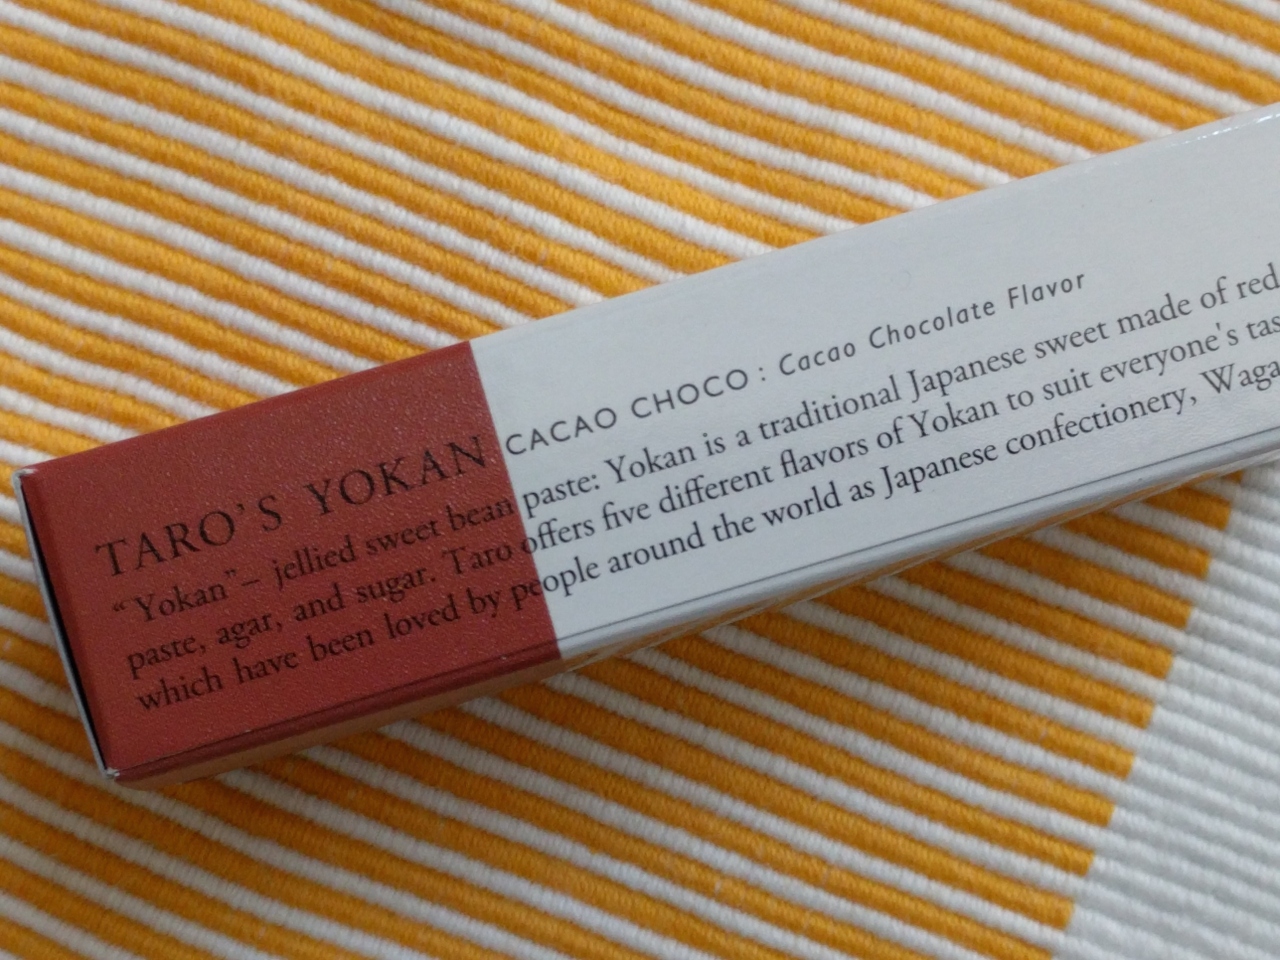 TARO'S YOKAN CACAO CHOCO : Cacao Chocolate Flavor
“Yokan”– jellied sweet bean paste: Yokan is a traditional Japanese sweet made of red
paste, agar, and sugar. Taro offers five different flavors of Yokan to suit everyone's
which have been loved by people around the world as Japanese confectionery,